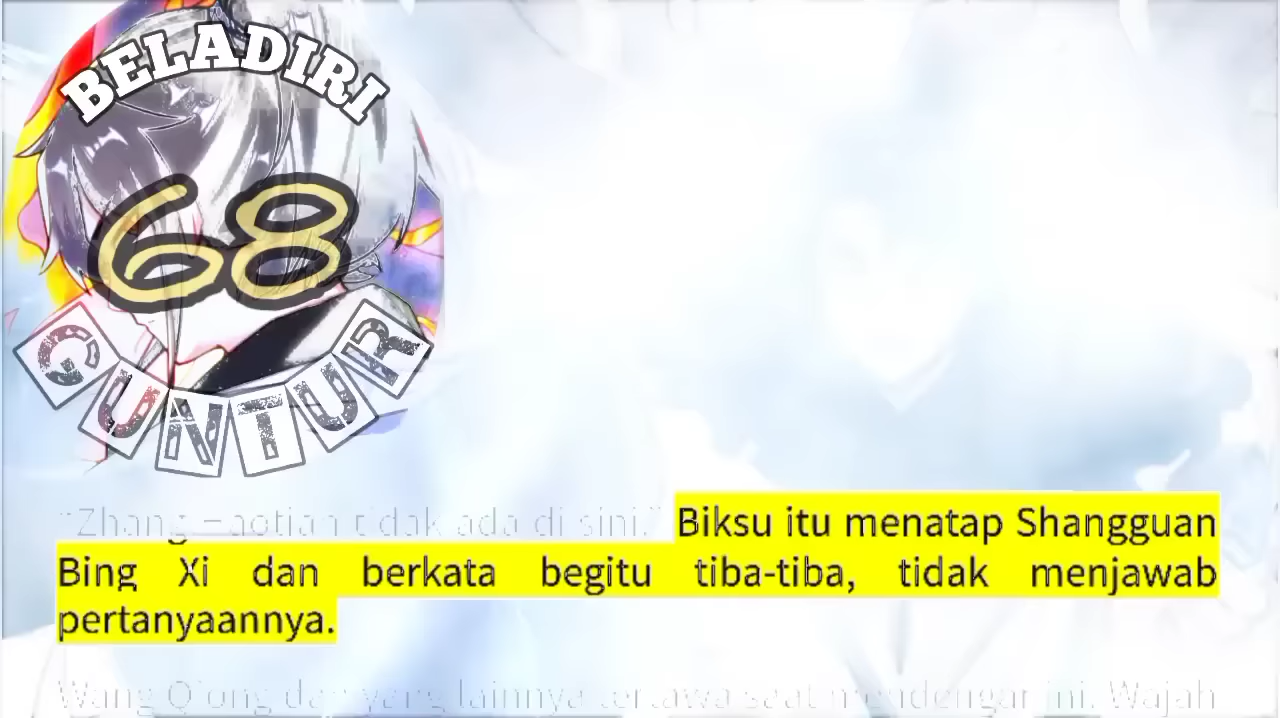 BELADIRI
68
GUNTUR
“Zhang Haotian tidak ada di sini.” Biksu itu menatap Shangguan
Bing Xi dan berkata begitu tiba-tiba, tidak menjawab
pertanyaannya.
Wang Qiong dan yang lainnya tertawa saat mendengar ini. Wajah